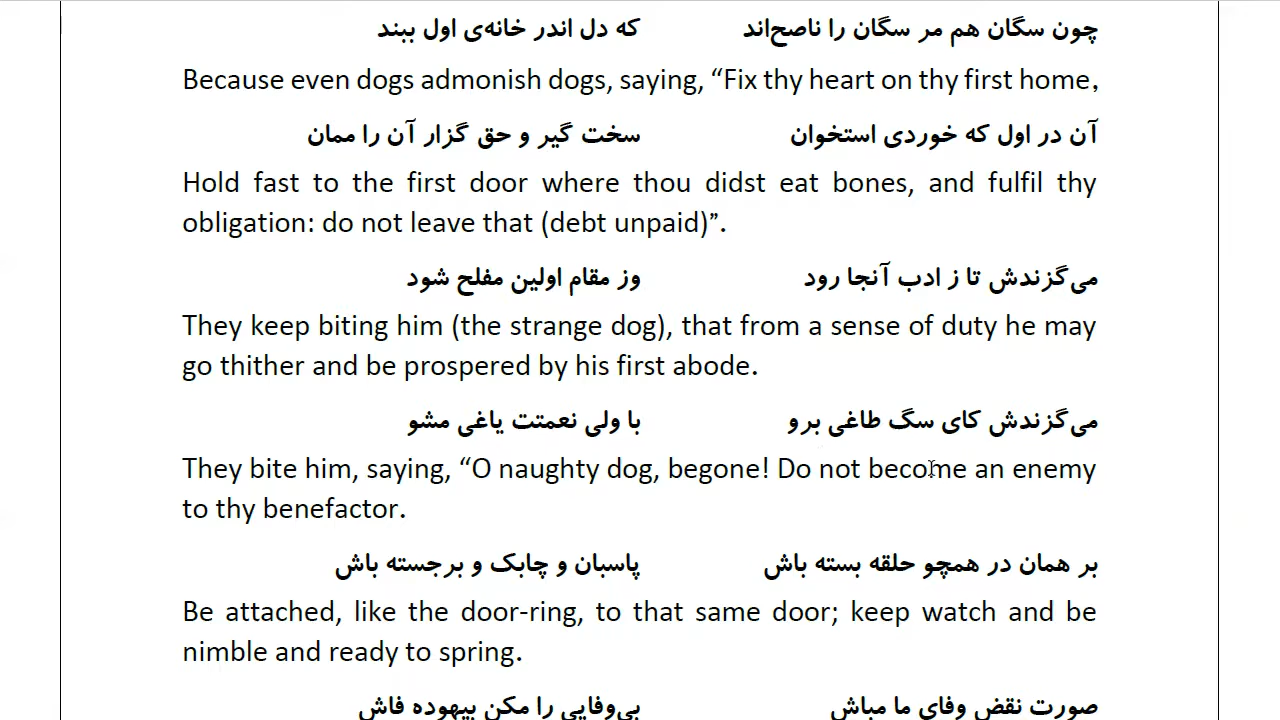 چون سگان هم مر سگان را ناصح‌اند که دل اندر خانه‌ی اول ببند
Because even dogs admonish dogs, saying, “Fix thy heart on thy first home,
آن در اول که خوردی استخوان سخت گیر و حق گزار آن را ممان
Hold fast to the first door where thou didst eat bones, and fulfil thy
obligation: do not leave that (debt unpaid)”.
می‌گزندش تا ز ادب آنجا رود وز مقام اولین مفلح شود
They keep biting him (the strange dog), that from a sense of duty he may
go thither and be prospered by his first abode.
می‌گزندش کای سگ طاغی برو با ولی نعمتت یاغی مشو
They bite him, saying, “O naughty dog, begone! Do not become an enemy
to thy benefactor.
بر همان در همچو حلقه بسته باش پاسبان و چابک و برجسته باش
Be attached, like the door-ring, to that same door; keep watch and be
nimble and ready to spring.
صورت نقض وفای ما مباش بی‌وفایی را مکن بیهوده فاش